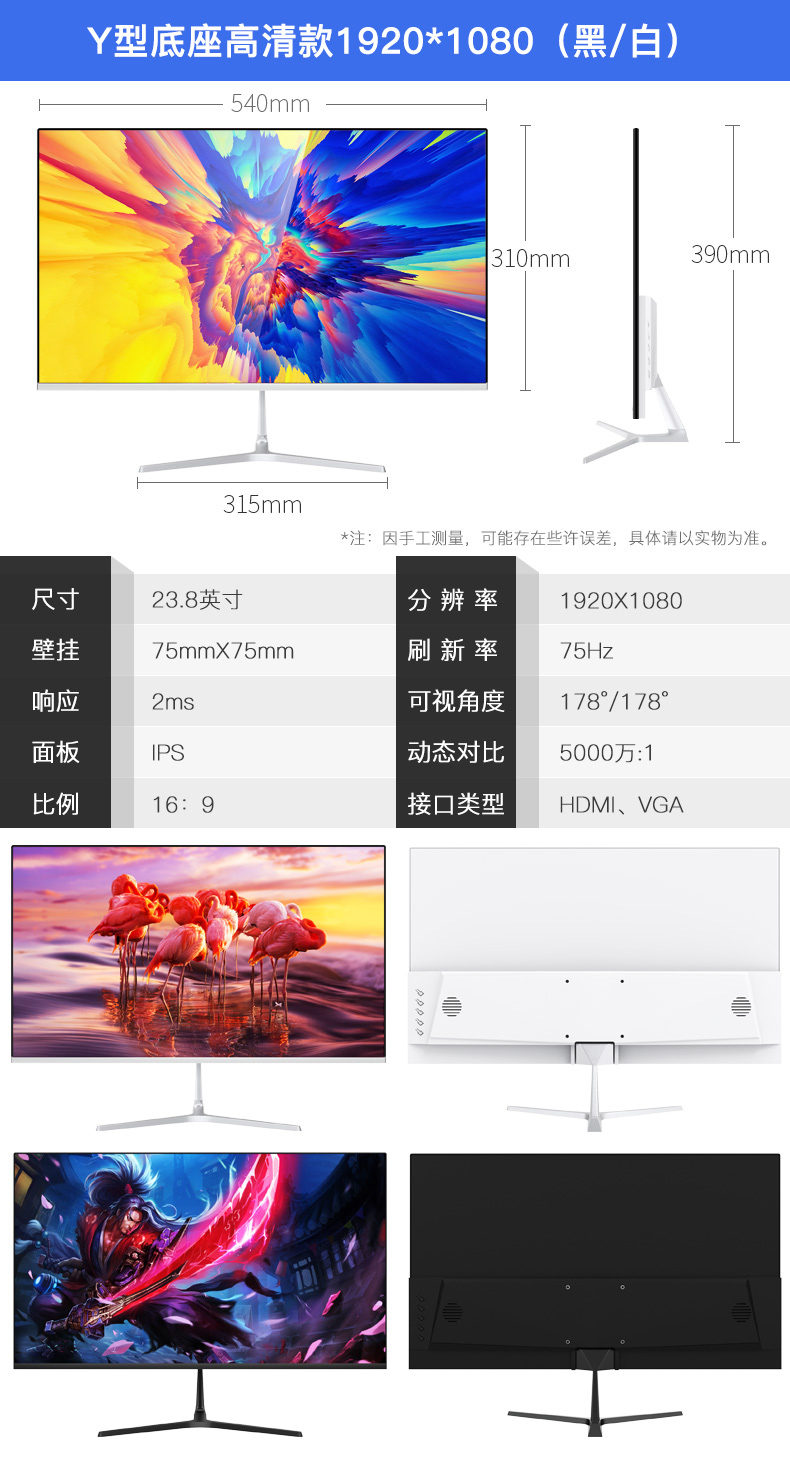 Y型底座高清款1920*1080（黑/白）
540mm
310mm
390mm
315mm
*注：因手工测量，可能存在些许误差，具体请以实物为准。
尺寸 23.8英寸 分辨率 1920X1080
壁挂 75mmX75mm 刷新率 75Hz
响应 2ms 可视角度 178°/178°
面板 IPS 动态对比 5000万:1
比例 16：9 接口类型 HDMI、VGA